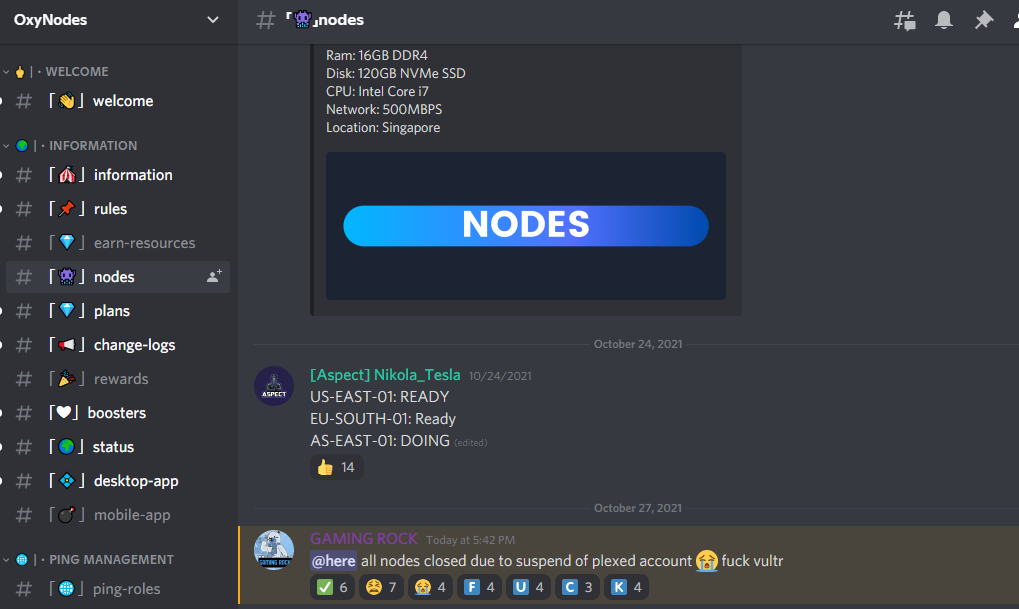 OxyNodes
# 「👾」nodes
🖕 | · WELCOME
# 「👋」 welcome
🌍 | · INFORMATION
# 「🎪」 information
# 「📌」 rules
# 「💎」 earn-resources
# 「👾」 nodes
# 「💎」 plans
# 「📢」 change-logs
# 「🎉」 rewards
# 「🤍」 boosters
# 「🌍」 status
# 「💠」 desktop-app
# 「💣」 mobile-app
🌐 | · PING MANAGEMENT
# 「🌐」 ping-roles
Ram: 16GB DDR4
Disk: 120GB NVMe SSD
CPU: Intel Core i7
Network: 500MBPS
Location: Singapore
NODES
October 24, 2021
ASPECT
[Aspect] Nikola_Tesla 10/24/2021
US-EAST-01: READY
EU-SOUTH-01: Ready
AS-EAST-01: DOING (edited)
👍 14
October 27, 2021
GAMING ROCK
GAMING ROCK Today at 5:42 PM
@here all nodes closed due to suspend of plexed account 😭 fuck vultr
✅ 6 😫 7 😭 4 F 4 U 4 C 3 K 4